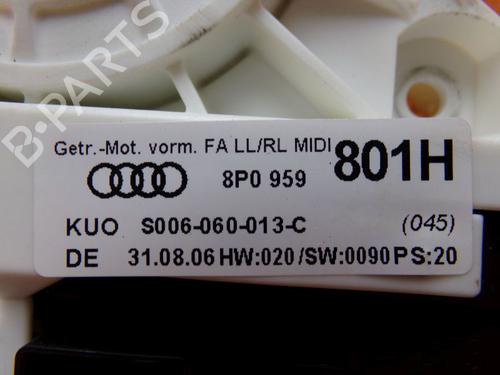 B-PARTS
Getr.-Mot. vorm. FA LL/RL MIDI
8P0 959 801H
KUO S006-060-013-C (045)
DE 31.08.06 HW:020/SW:0090 PS:20
B-PARTS